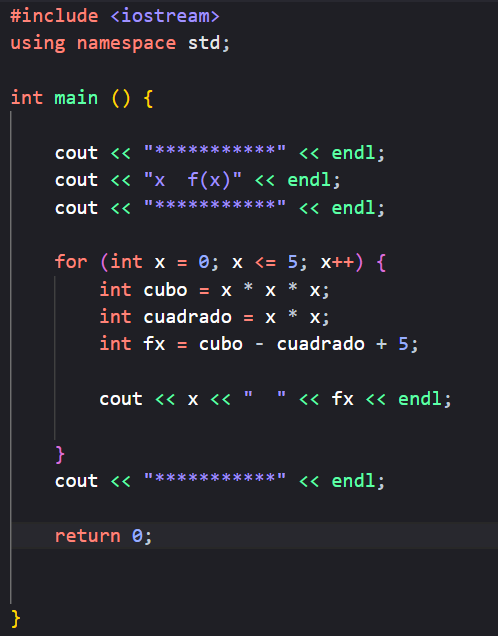 #include <iostream>
using namespace std;
int main () {
cout << "***********" << endl;
cout << "x  f(x)" << endl;
cout << "***********" << endl;
for (int x = 0; x <= 5; x++) {
int cubo = x * x * x;
int cuadrado = x * x;
int fx = cubo - cuadrado + 5;
cout << x << "  " << fx << endl;
}
cout << "***********" << endl;
return 0;
}